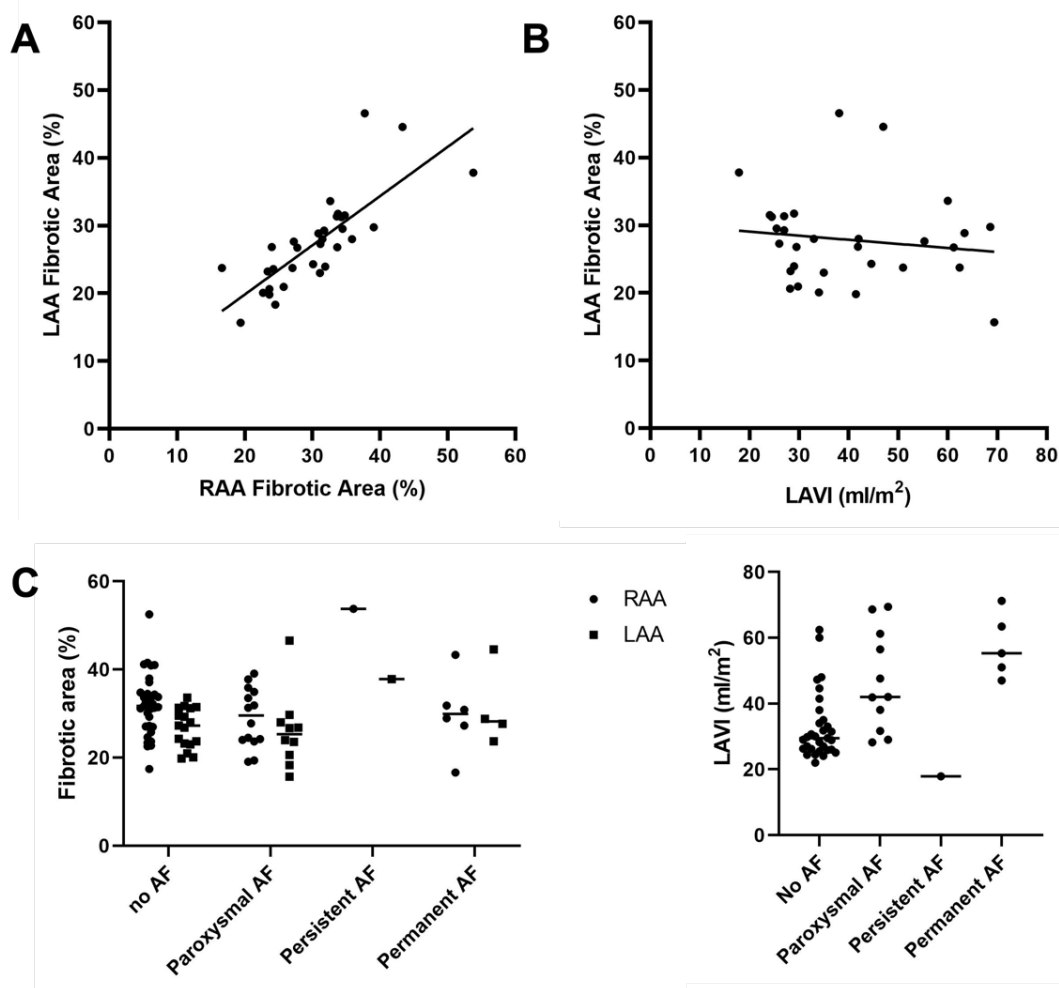 A
60
50
40
30
20
10
0
LAA Fibrotic Area (%)
0 10 20 30 40 50 60
RAA Fibrotic Area (%)
B
60
50
40
30
20
10
0
LAA Fibrotic Area (%)
0 10 20 30 40 50 60 70 80
LAVI (ml/m²)
C
60
40
20
0
Fibrotic area (%)
no AF
Paroxysmal AF
Persistent AF
Permanent AF
RAA
LAA
80
60
40
20
0
LAVI (ml/m²)
No AF
Paroxysmal AF
Persistent AF
Permanent AF